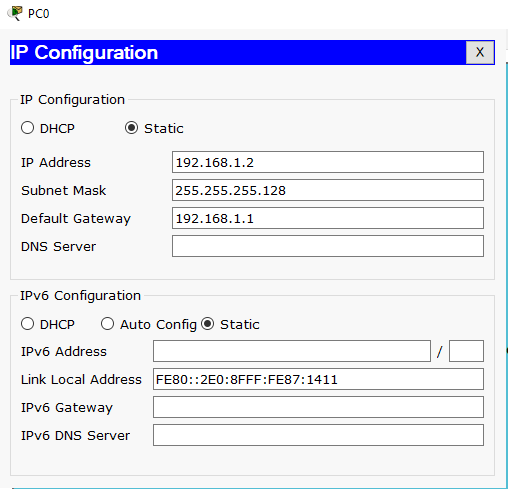 PC0
IP Configuration X
IP Configuration
DHCP Static
IP Address 192.168.1.2
Subnet Mask 255.255.255.128
Default Gateway 192.168.1.1
DNS Server
IPv6 Configuration
DHCP Auto Config Static
IPv6 Address /
Link Local Address FE80::2E0:8FFF:FE87:1411
IPv6 Gateway
IPv6 DNS Server